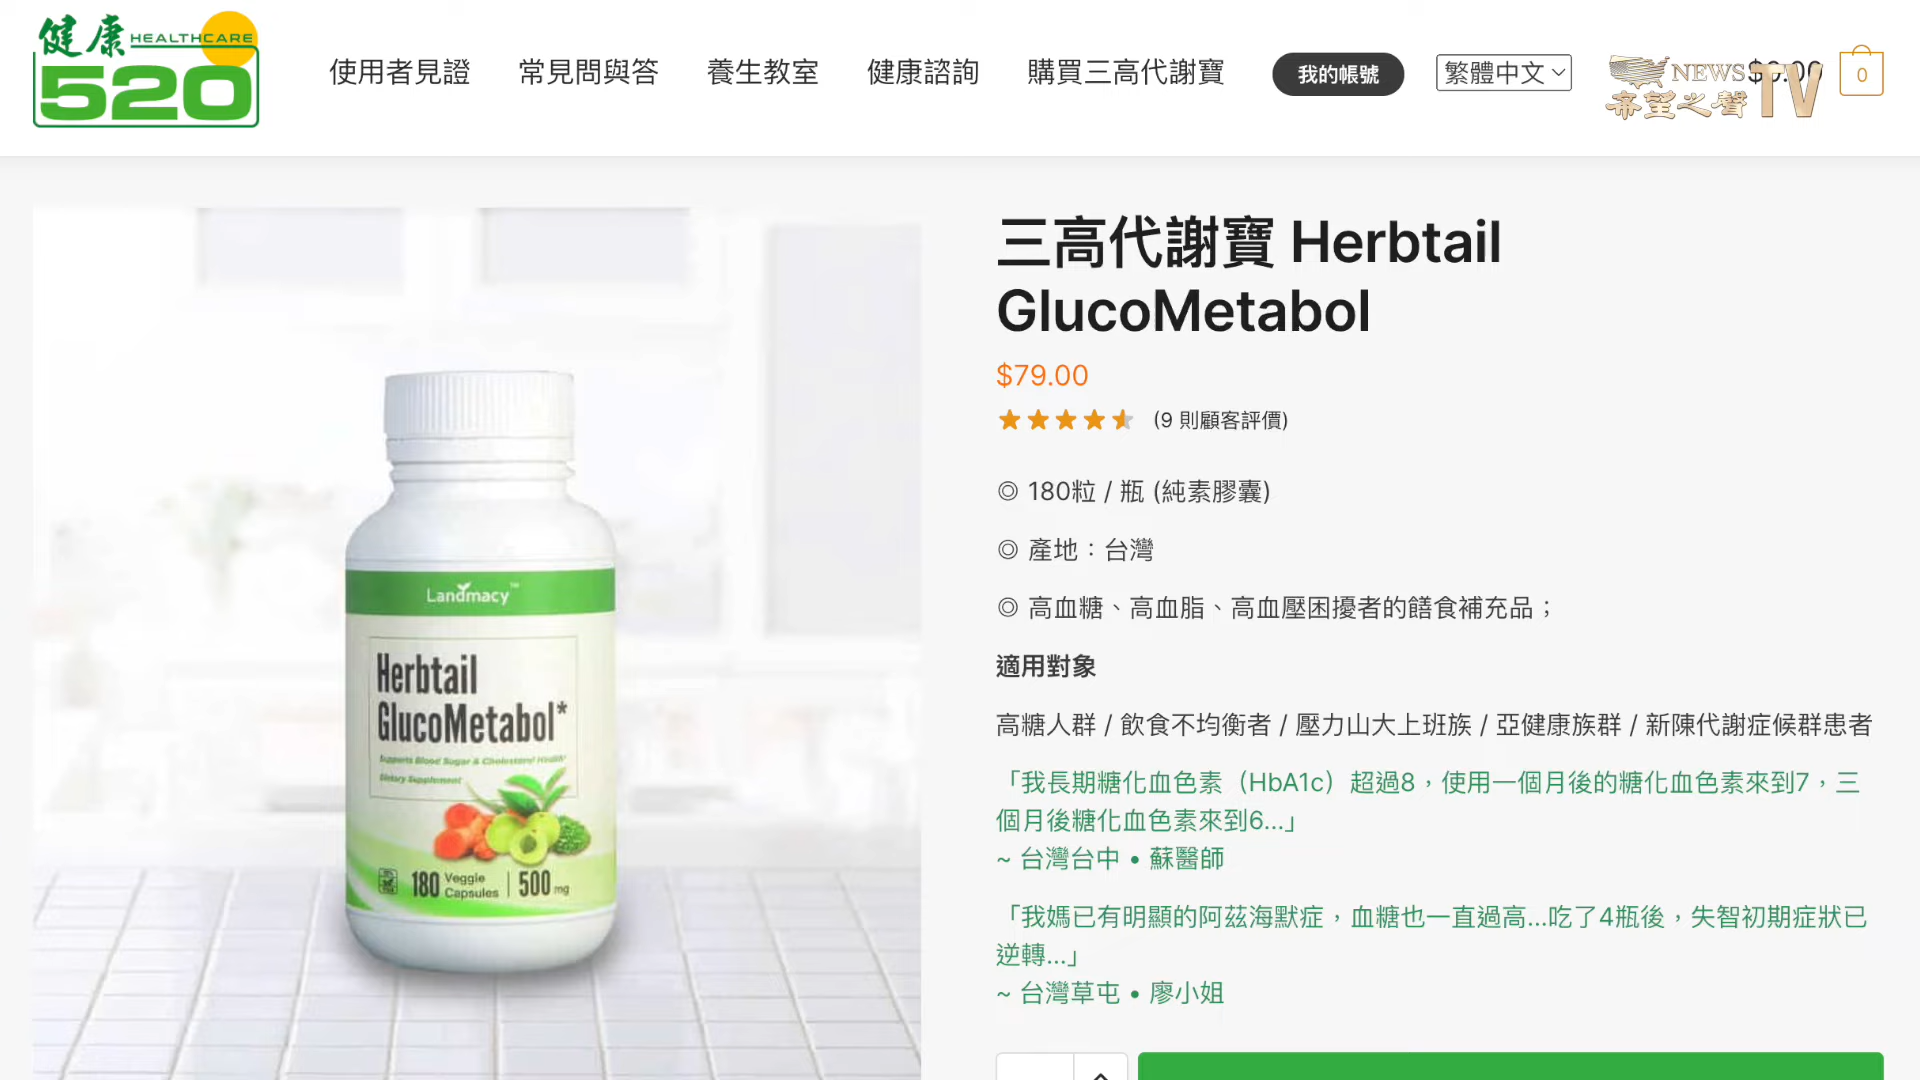 健康 HEALTHCARE
520
使用者見證
常見問與答
養生教室
健康諮詢
購買三高代謝寶
我的帳號
繁體中文
NEWS
希望之聲 TV
0
三高代謝寶 Herbtail
GlucoMetabol
$79.00
(9 則顧客評價)
◎ 180粒 / 瓶 (純素膠囊)
◎ 產地：台灣
◎ 高血糖、高血脂、高血壓困擾者的饍食補充品；
適用對象
高糖人群 / 飲食不均衡者 / 壓力山大上班族 / 亞健康族群 / 新陳代謝症候群患者
「我長期糖化血色素（HbA1c）超過8，使用一個月後的糖化血色素來到7，三
個月後糖化血色素來到6...」
~ 台灣台中 • 蘇醫師
「我媽已有明顯的阿茲海默症，血糖也一直過高...吃了4瓶後，失智初期症狀已
逆轉...」
~ 台灣草屯 • 廖小姐
Landmacy™
Herbtail
GlucoMetabol*
Supports Blood Sugar & Cholesterol Health*
Dietary Supplement
180 Veggie Capsules | 500 mg